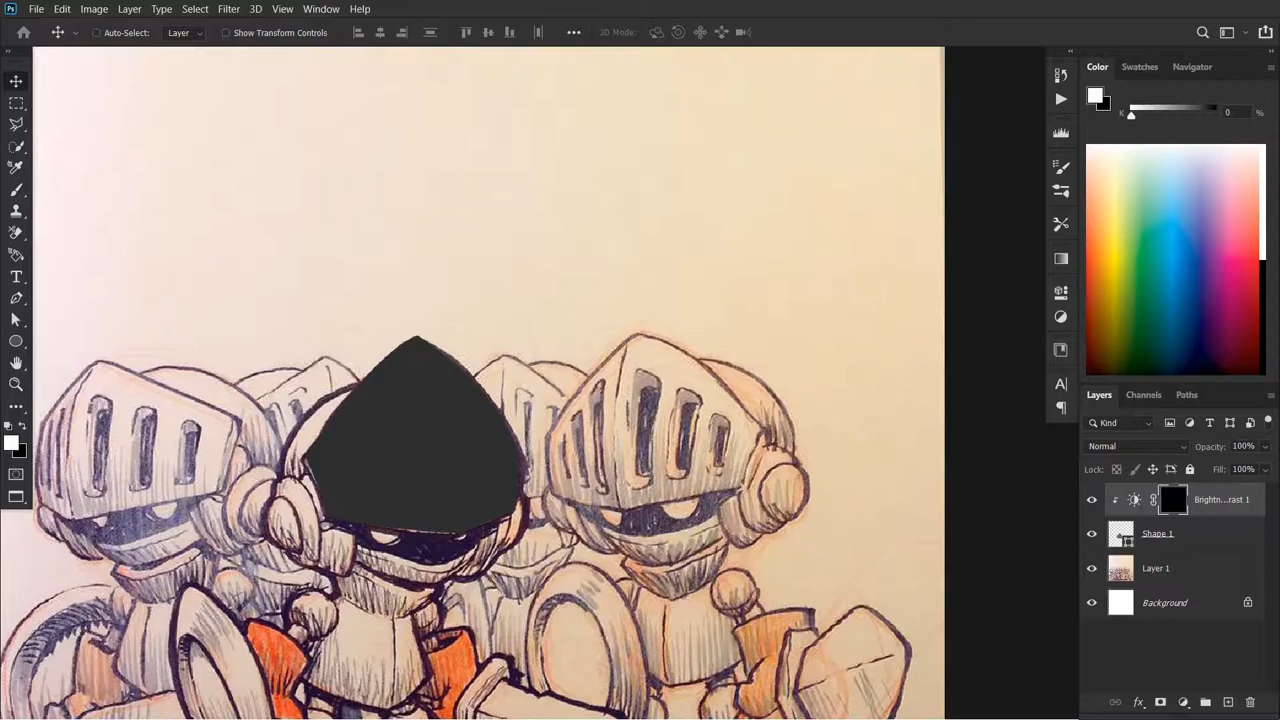 Ps File Edit Image Layer Type Select Filter 3D View Window Help
Auto-Select: Layer Show Transform Controls 3D Mode:
Color Swatches Navigator
K 0 %
Layers Channels Paths
Kind
Normal Opacity: 100%
Lock: Fill: 100%
Brightn...rast 1
Shape 1
Layer 1
Background